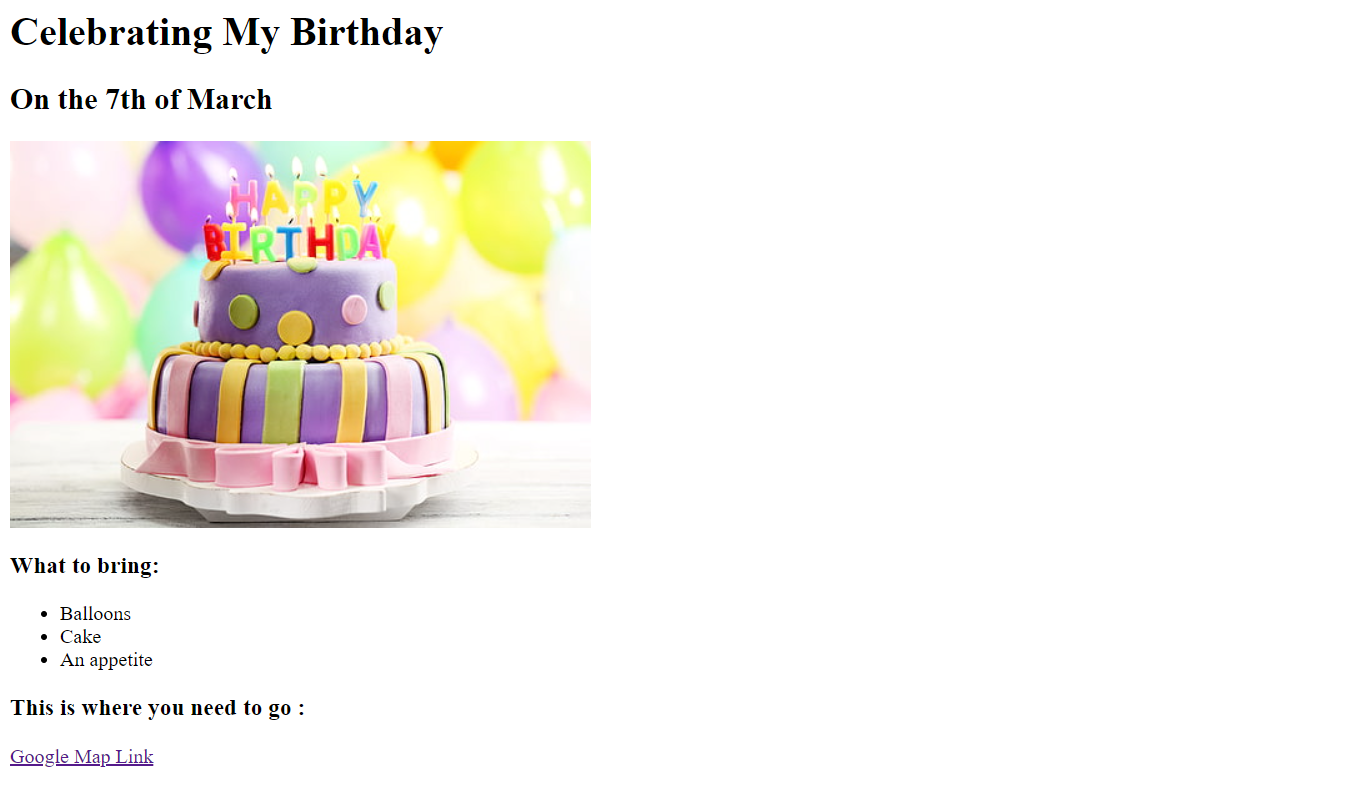 Celebrating My Birthday
On the 7th of March
HAPPY
BIRTHDAY
What to bring:
Balloons
Cake
An appetite
This is where you need to go :
Google Map Link